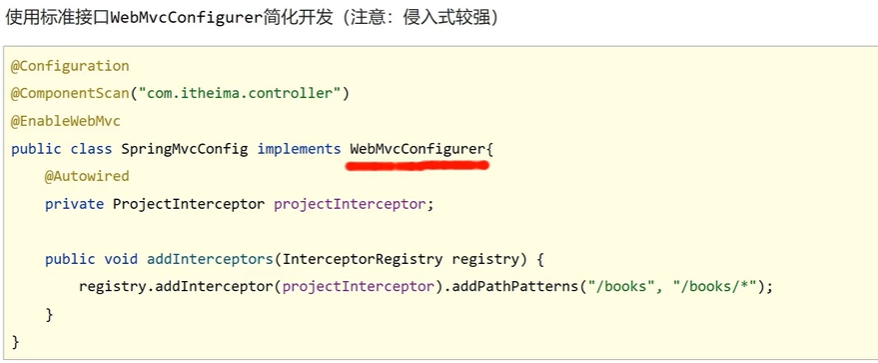 使用标准接口WebMvcConfigurer简化开发（注意：侵入式较强）
@Configuration
@ComponentScan("com.itheima.controller")
@EnableWebMvc
public class SpringMvcConfig implements WebMvcConfigurer{
    @Autowired
    private ProjectInterceptor projectInterceptor;

    public void addInterceptors(InterceptorRegistry registry) {
        registry.addInterceptor(projectInterceptor).addPathPatterns("/books", "/books/*");
    }
}